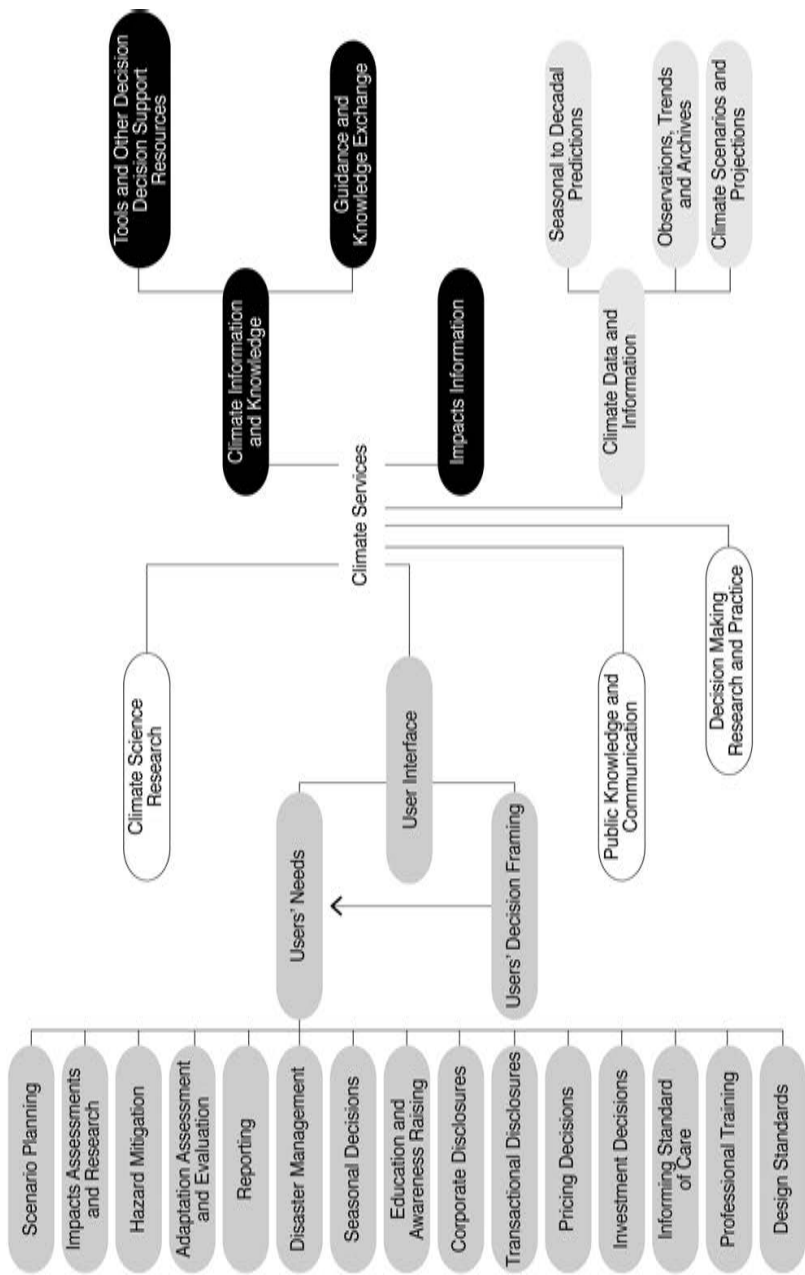 Scenario Planning
Impacts Assessments
and Research
Hazard Mitigation
Adaptation Assessment
and Evaluation
Reporting
Disaster Management
Seasonal Decisions
Education and
Awareness Raising
Corporate Disclosures
Transactional Disclosures
Pricing Decisions
Investment Decisions
Informing Standard
of Care
Professional Training
Design Standards
Users' Needs
Users' Decision Framing
User Interface
Climate Science
Research
Public Knowledge and
Communication
Decision Making
Research and Practice
Climate Services
Climate Information
and Knowledge
Impacts Information
Climate Data and
Information
Tools and Other Decision
Decision Support
Resources
Guidance and
Knowledge Exchange
Seasonal to Decadal
Predictions
Observations, Trends
and Archives
Climate Scenarios and
Projections